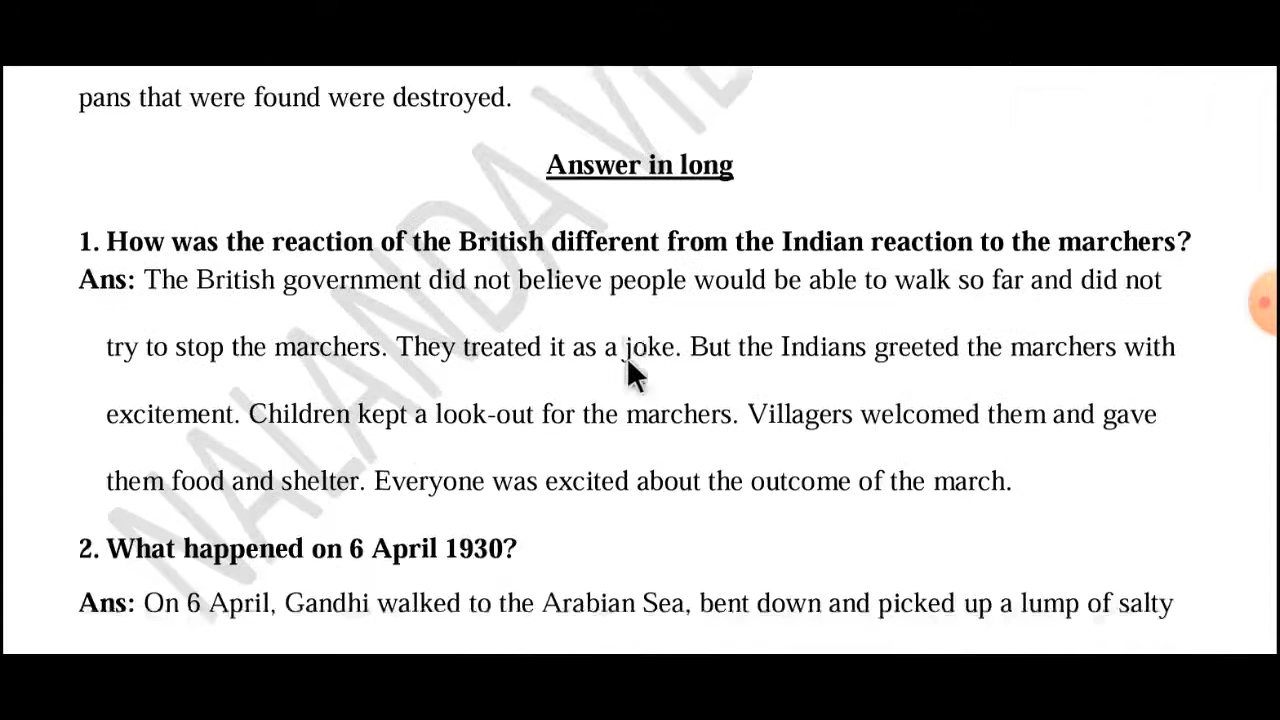 pans that were found were destroyed.
Answer in long
1. How was the reaction of the British different from the Indian reaction to the marchers?
Ans: The British government did not believe people would be able to walk so far and did not
try to stop the marchers. They treated it as a joke. But the Indians greeted the marchers with
excitement. Children kept a look-out for the marchers. Villagers welcomed them and gave
them food and shelter. Everyone was excited about the outcome of the march.
2. What happened on 6 April 1930?
Ans: On 6 April, Gandhi walked to the Arabian Sea, bent down and picked up a lump of salty
NALANDA